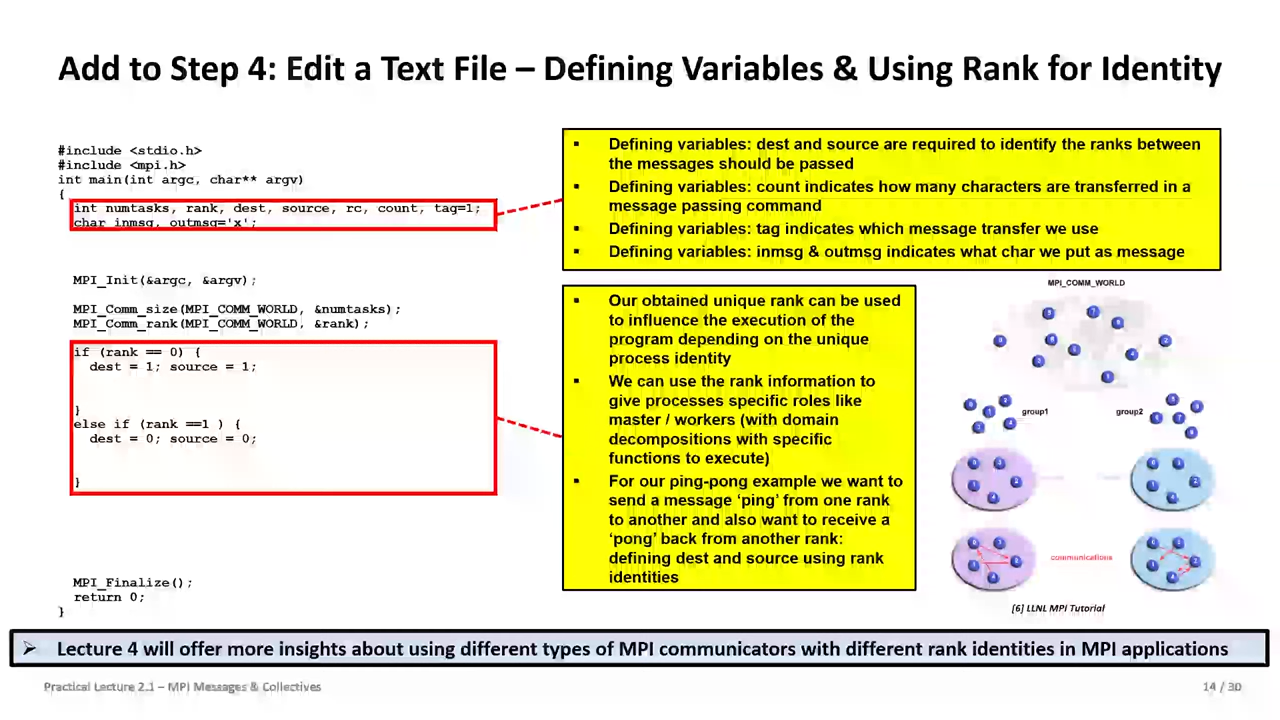 Add to Step 4: Edit a Text File – Defining Variables & Using Rank for Identity
#include <stdio.h>
#include <mpi.h>
int main(int argc, char** argv)
{
int numtasks, rank, dest, source, rc, count, tag=1;
char inmsg, outmsg='x';
MPI_Init(&argc, &argv);
MPI_Comm_size(MPI_COMM_WORLD, &numtasks);
MPI_Comm_rank(MPI_COMM_WORLD, &rank);
if (rank == 0) {
dest = 1; source = 1;
}
else if (rank ==1 ) {
dest = 0; source = 0;
}
MPI_Finalize();
return 0;
}
▪ Defining variables: dest and source are required to identify the ranks between
the messages should be passed
▪ Defining variables: count indicates how many characters are transferred in a
message passing command
▪ Defining variables: tag indicates which message transfer we use
▪ Defining variables: inmsg & outmsg indicates what char we put as message
▪ Our obtained unique rank can be used
to influence the execution of the
program depending on the unique
process identity
▪ We can use the rank information to
give processes specific roles like
master / workers (with domain
decompositions with specific
functions to execute)
▪ For our ping-pong example we want to
send a message ‘ping’ from one rank
to another and also want to receive a
‘pong’ back from another rank:
defining dest and source using rank
identities
MPI_COMM_WORLD
group1
group2
communications
[6] LLNL MPI Tutorial
➢ Lecture 4 will offer more insights about using different types of MPI communicators with different rank identities in MPI applications
Practical Lecture 2.1 – MPI Messages & Collectives
14 / 30